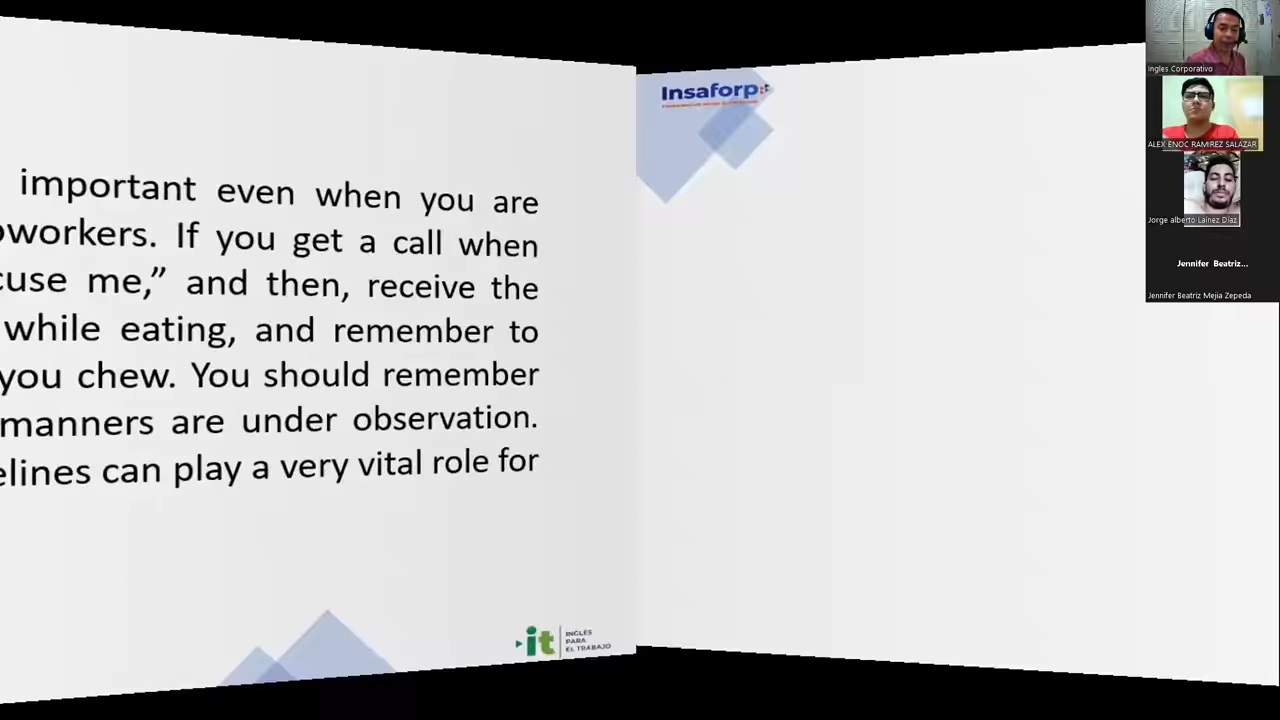 important even when you are
oworkers. If you get a call when
cuse me,” and then, receive the
while eating, and remember to
you chew. You should remember
manners are under observation.
elines can play a very vital role for
it
INGLÉS
PARA
EL TRABAJO
Insaforp
Ingles Corporativo
ALEX ENOC RAMIREZ SALAZAR
Jorge alberto Lainez Diaz
Jennifer Beatriz...
Jennifer Beatriz Mejia Zepeda